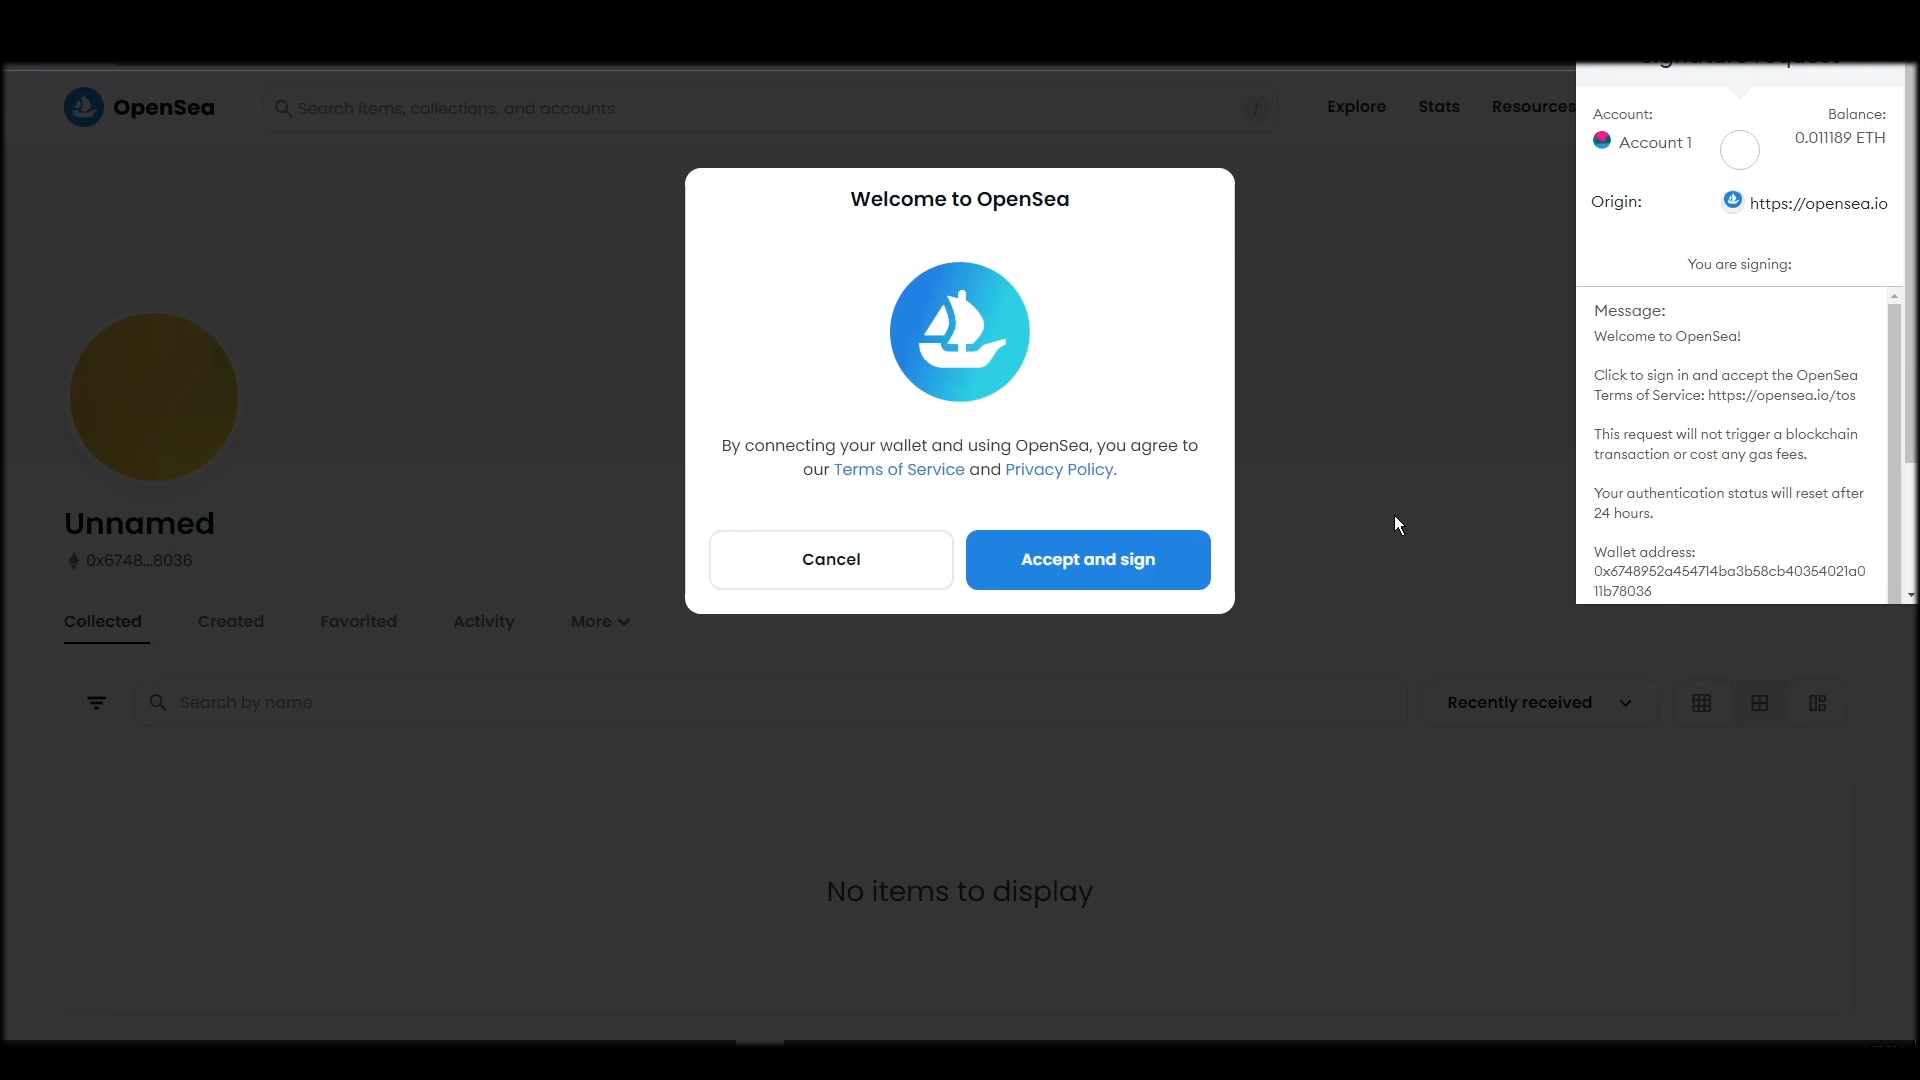 Signature request
OpenSea
Search items, collections, and accounts
/
Explore
Stats
Resources
Account:
Balance:
Account 1
0.011189 ETH
Origin:
https://opensea.io
You are signing:
Message:
Welcome to OpenSea!
Click to sign in and accept the OpenSea
Terms of Service: https://opensea.io/tos
This request will not trigger a blockchain
transaction or cost any gas fees.
Your authentication status will reset after
24 hours.
Wallet address:
0x6748952a454714ba3b58cb40354021a0
11b78036
Welcome to OpenSea
By connecting your wallet and using OpenSea, you agree to
our Terms of Service and Privacy Policy.
Cancel
Accept and sign
Unnamed
0x6748...8036
Collected
Created
Favorited
Activity
More
Search by name
Recently received
No items to display